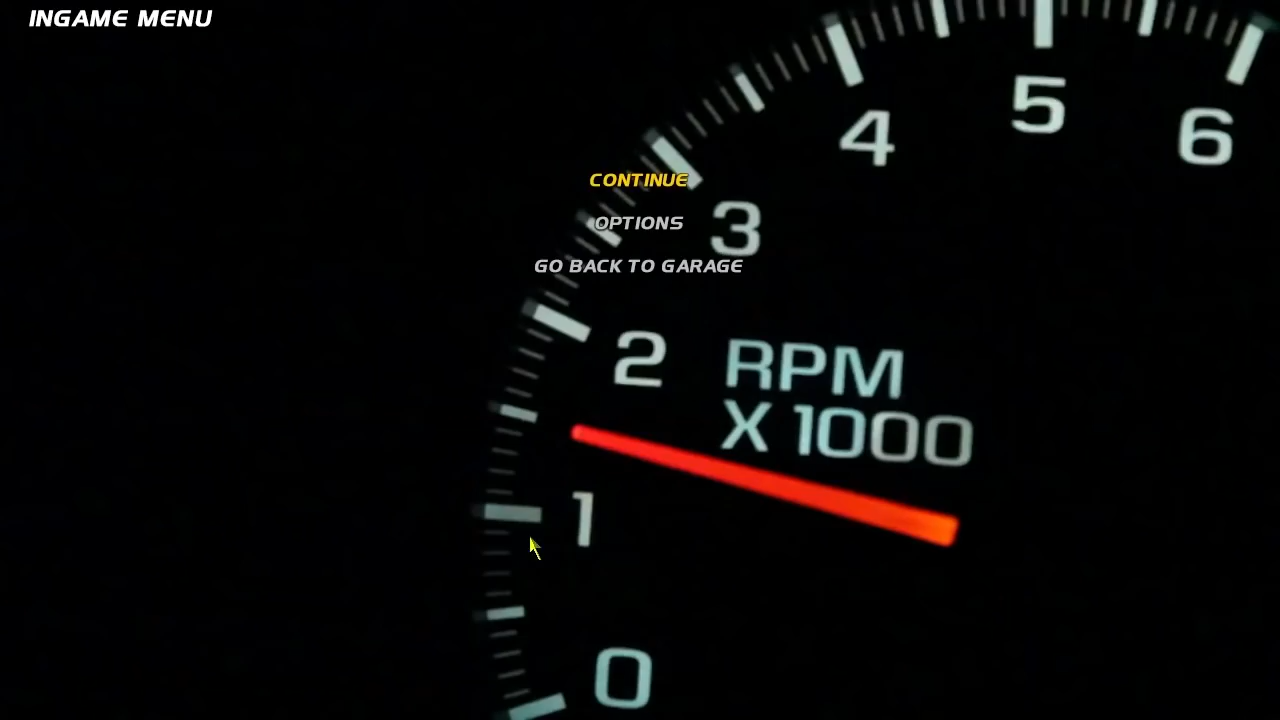 INGAME MENU
4
5
6
CONTINUE
OPTIONS
3
GO BACK TO GARAGE
2
RPM
X 1000
1
0